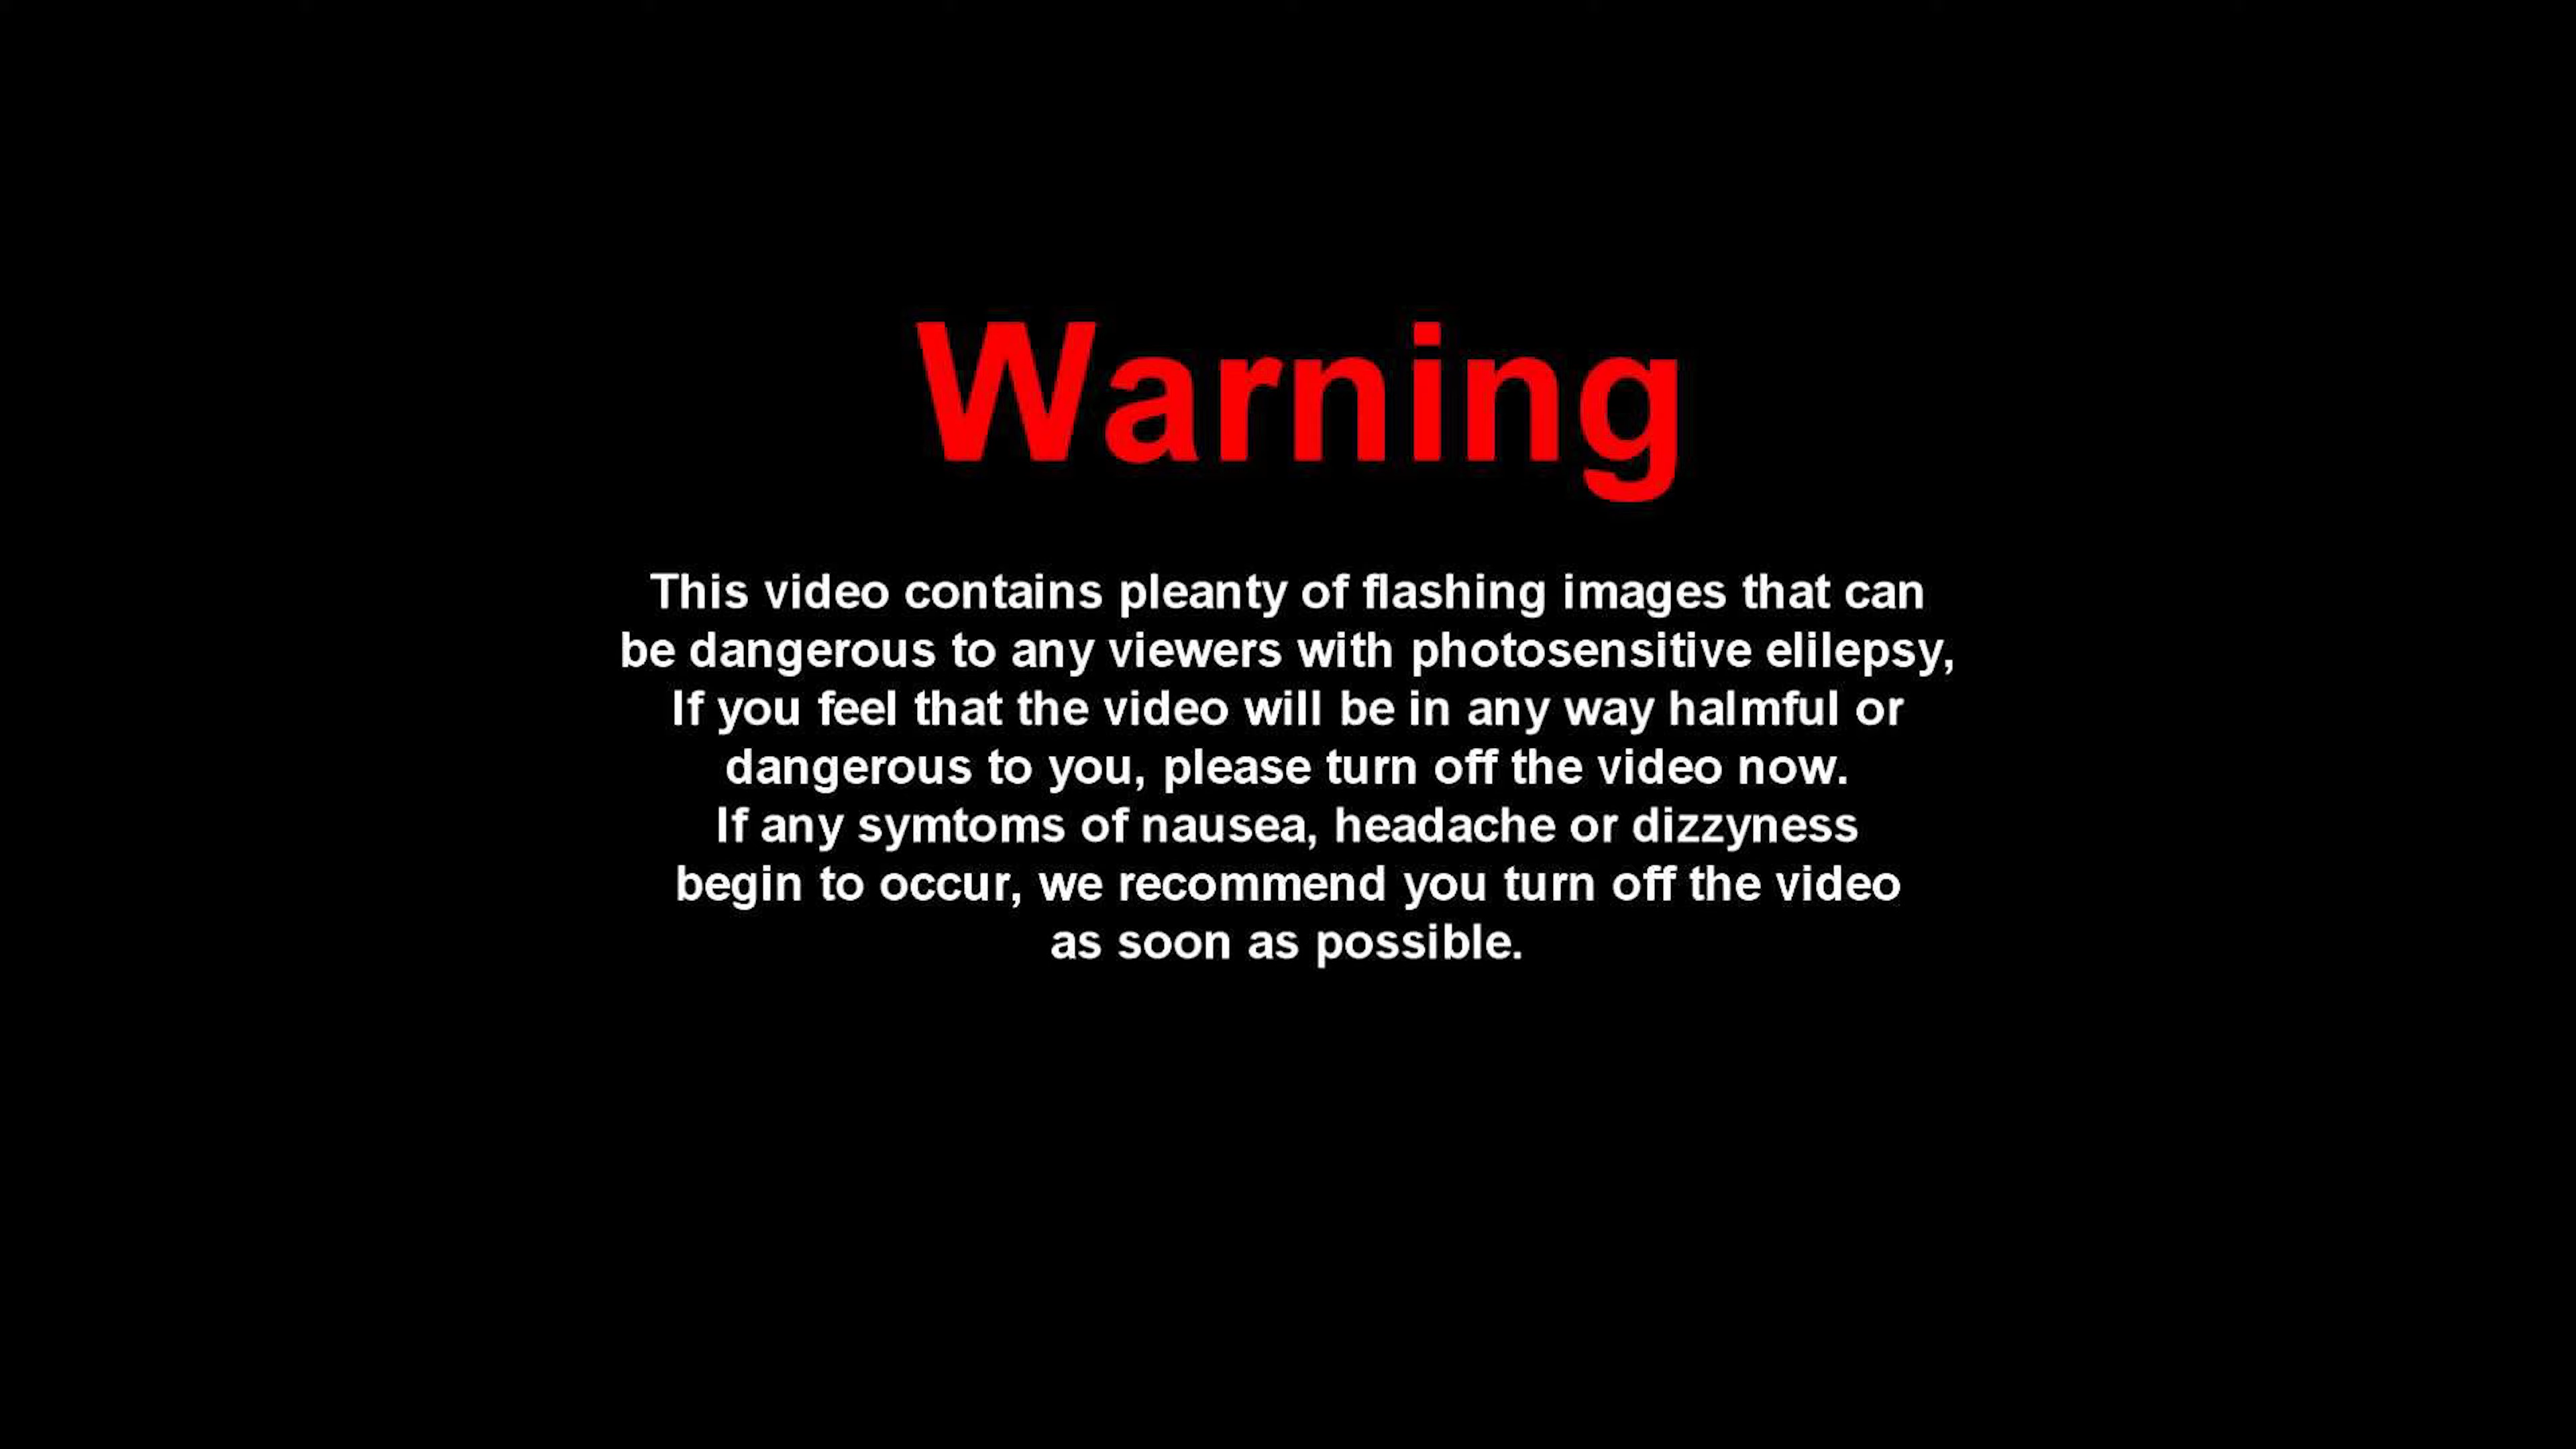 Warning
This video contains pleanty of flashing images that can
be dangerous to any viewers with photosensitive elilepsy,
If you feel that the video will be in any way halmful or
dangerous to you, please turn off the video now.
If any symtoms of nausea, headache or dizzyness
begin to occur, we recommend you turn off the video
as soon as possible.